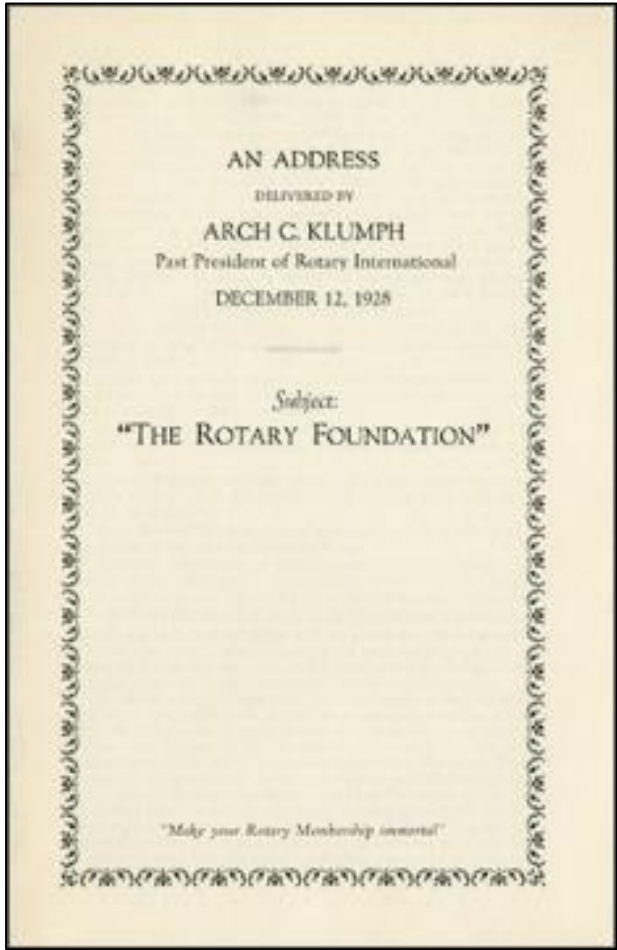 AN ADDRESS
DELIVERED BY
ARCH C. KLUMPH
Past President of Rotary International
DECEMBER 12, 1928
Subject:
"THE ROTARY FOUNDATION"
"Make your Rotary Membership immortal"